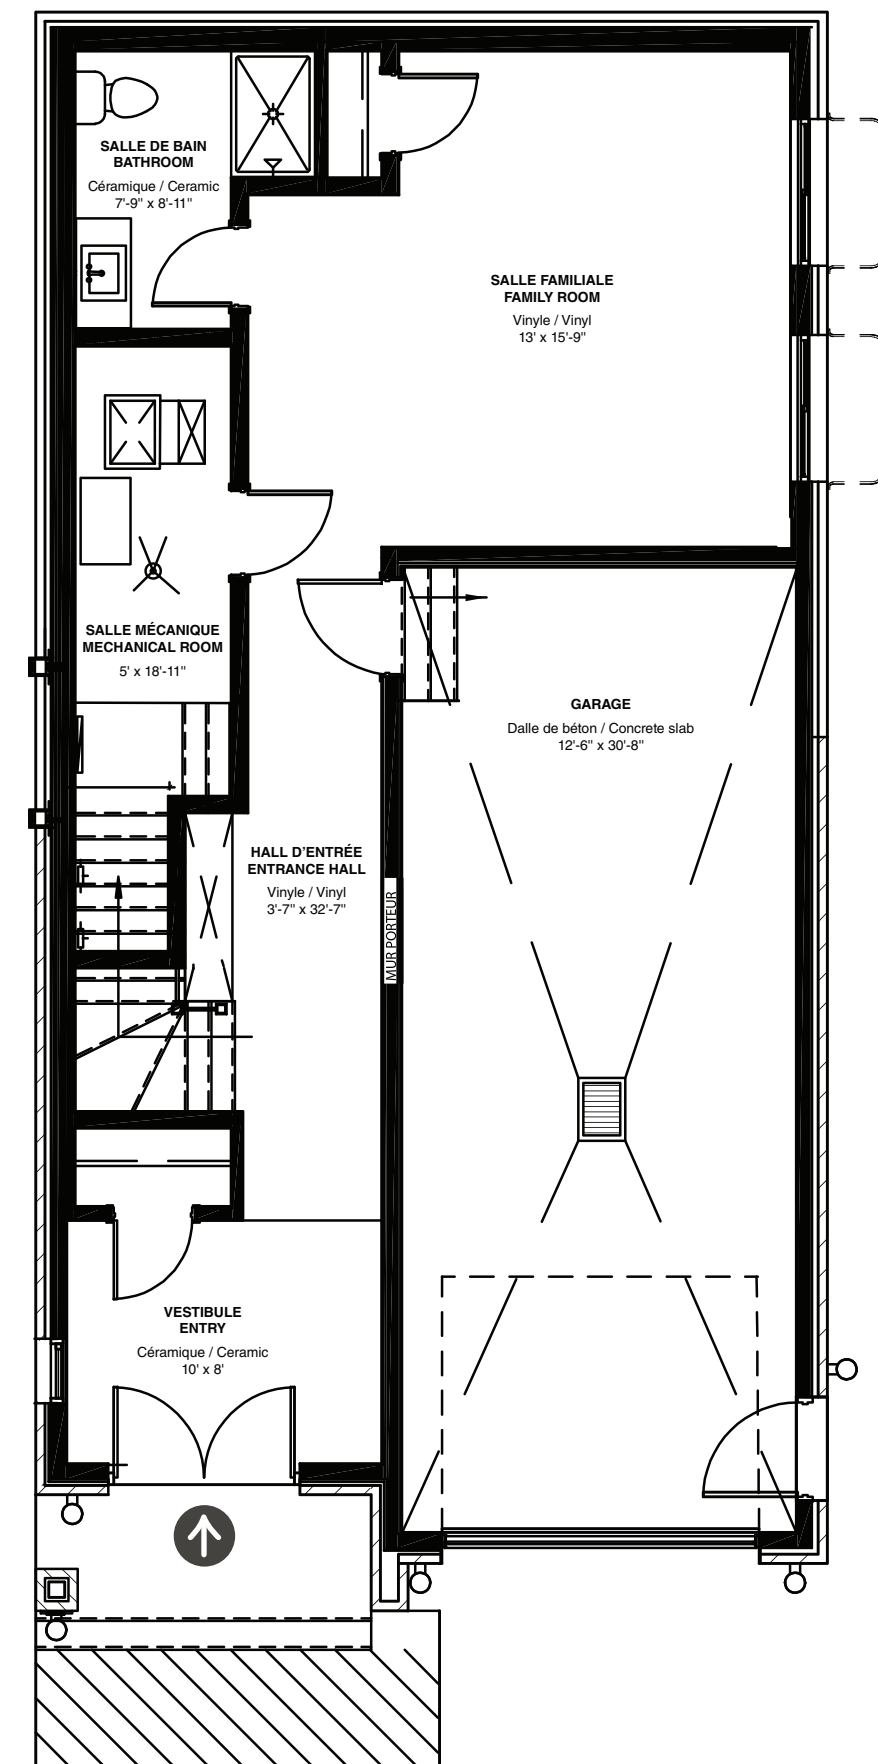 SALLE DE BAIN
BATHROOM
Céramique / Ceramic
7'-9" x 8'-11"
SALLE FAMILIALE
FAMILY ROOM
Vinyle / Vinyl
13' x 15'-9"
SALLE MÉCANIQUE
MECHANICAL ROOM
5' x 18'-11"
GARAGE
Dalle de béton / Concrete slab
12'-6" x 30'-8"
HALL D'ENTRÉE
ENTRANCE HALL
Vinyle / Vinyl
3'-7" x 32'-7"
MUR PORTEUR
VESTIBULE
ENTRY
Céramique / Ceramic
10' x 8'